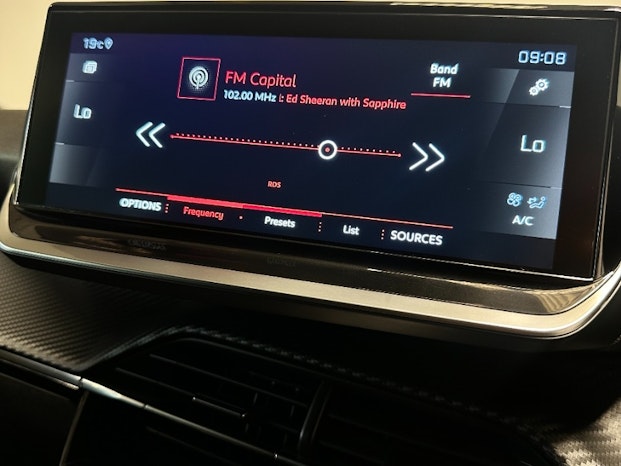 19c
09:08
FM Capital
102.00 MHz : Ed Sheeran with Sapphire
Band
FM
Lo
Lo
RDS
A/C
OPTIONS
Frequency
Presets
List
SOURCES